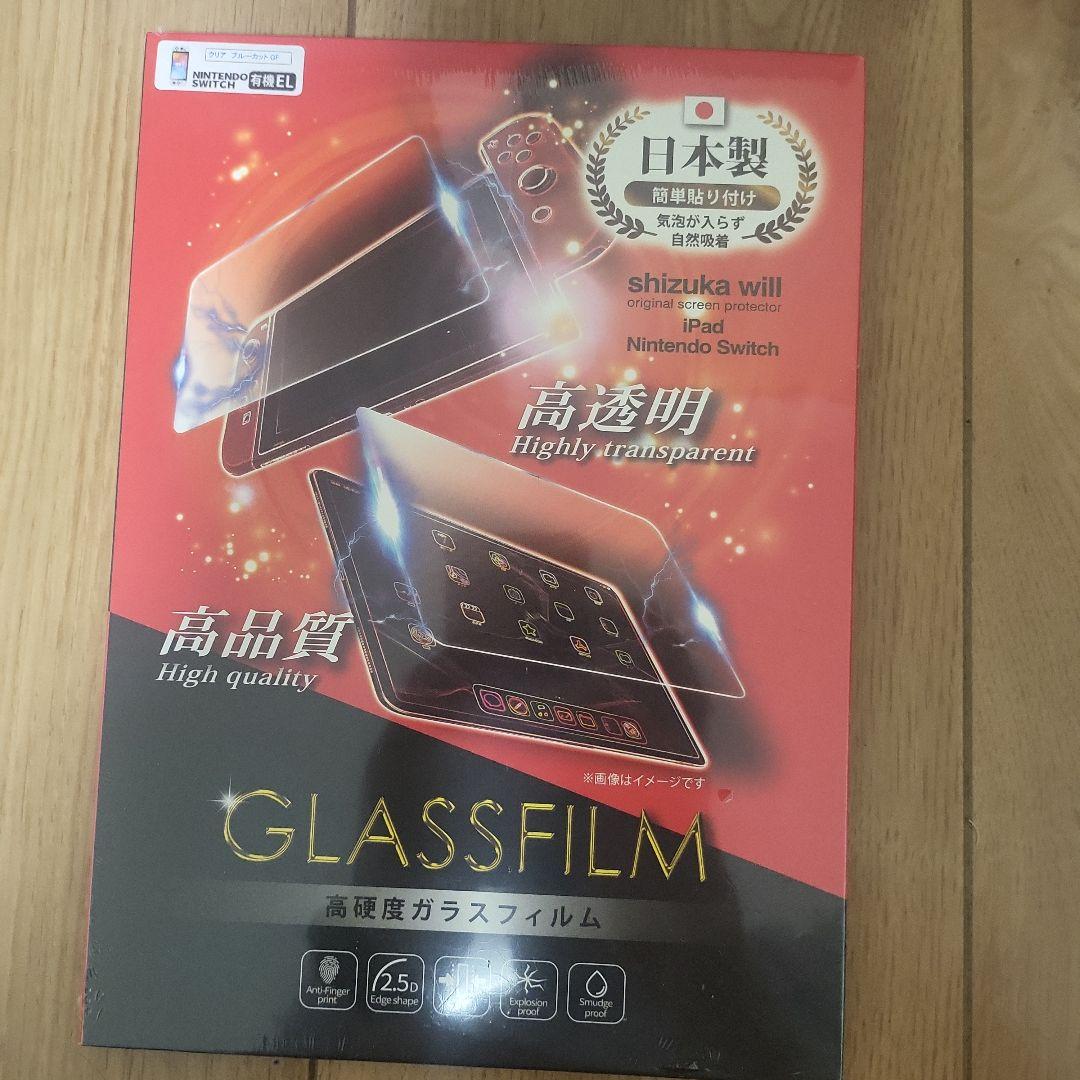 クリア ブルーカット GF
NINTENDO
SWITCH 有機EL
日本製
簡単貼り付け
気泡が入らず
自然吸着
shizuka will
original screen protector
iPad
Nintendo Switch
高透明
Highly transparent
高品質
High quality
※画像はイメージです
GLASSFILM
高硬度ガラスフィルム
Anti-Finger
print
2.5D
Edge shape
Explosion
proof
Smudge
proof